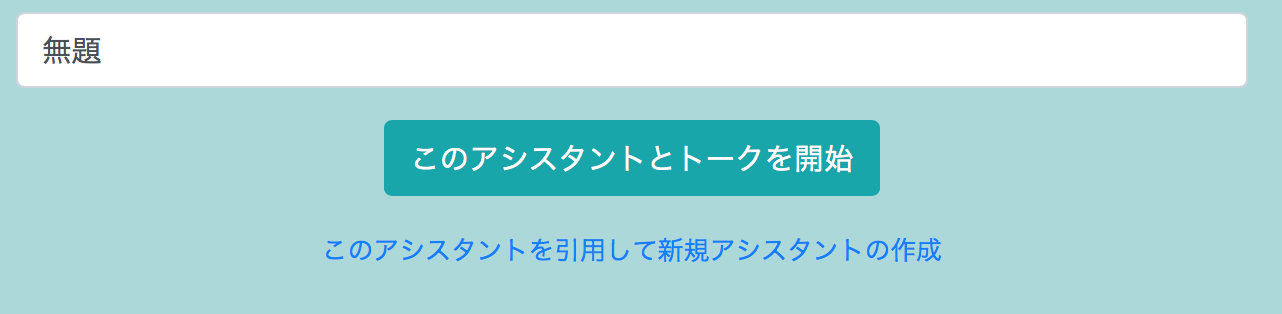 無題
このアシスタントとトークを開始
このアシスタントを引用して新規アシスタントの作成